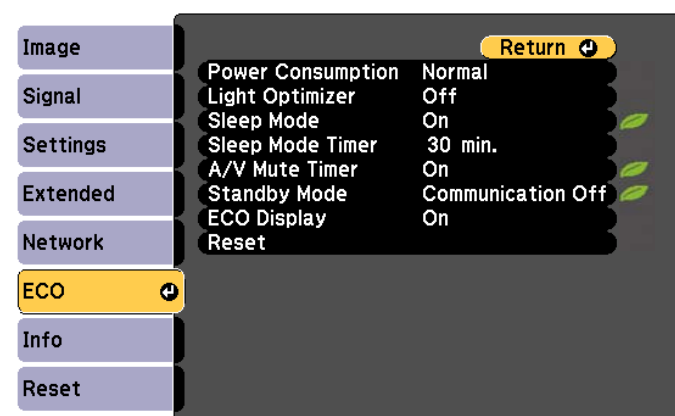 Image
Signal
Settings
Extended
Network
ECO
Info
Reset
Return
Power Consumption Normal
Light Optimizer Off
Sleep Mode On
Sleep Mode Timer 30 min.
A/V Mute Timer On
Standby Mode Communication Off
ECO Display On
Reset